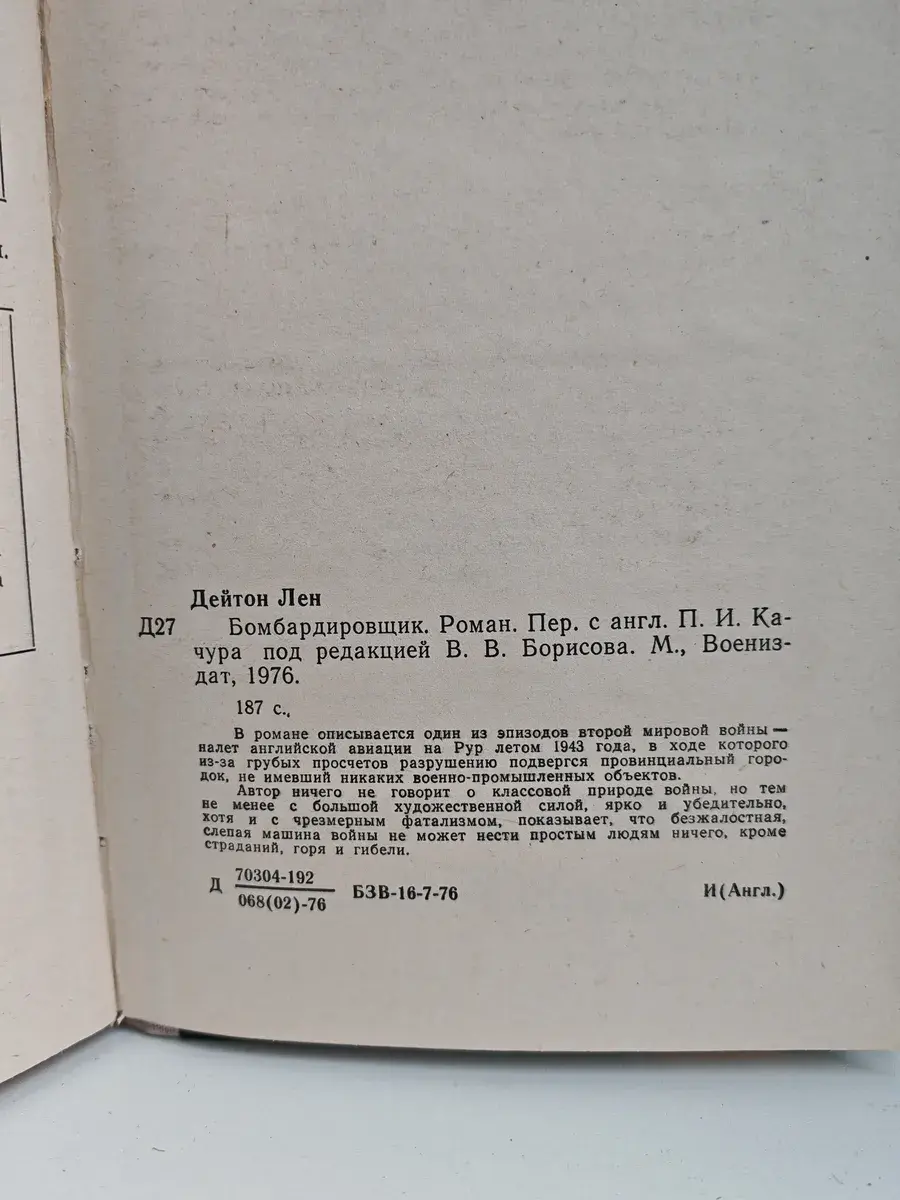 Дейтон Лен
Д27 Бомбардировщик. Роман. Пер. с англ. П. И. Ка-
чура под редакцией В. В. Борисова. М., Воениз-
дат, 1976.
187 с.,
В романе описывается один из эпизодов второй мировой войны —
налет английской авиации на Рур летом 1943 года, в ходе которого
из-за грубых просчетов разрушению подвергся провинциальный горо-
док, не имевший никаких военно-промышленных объектов.
Автор ничего не говорит о классовой природе войны, но тем
не менее с большой художественной силой, ярко и убедительно,
хотя и с чрезмерным фатализмом, показывает, что безжалостная,
слепая машина войны не может нести простым людям ничего, кроме
страданий, горя и гибели.
Д 70304-192
068(02)-76 БЗВ-16-7-76 И(Англ.)